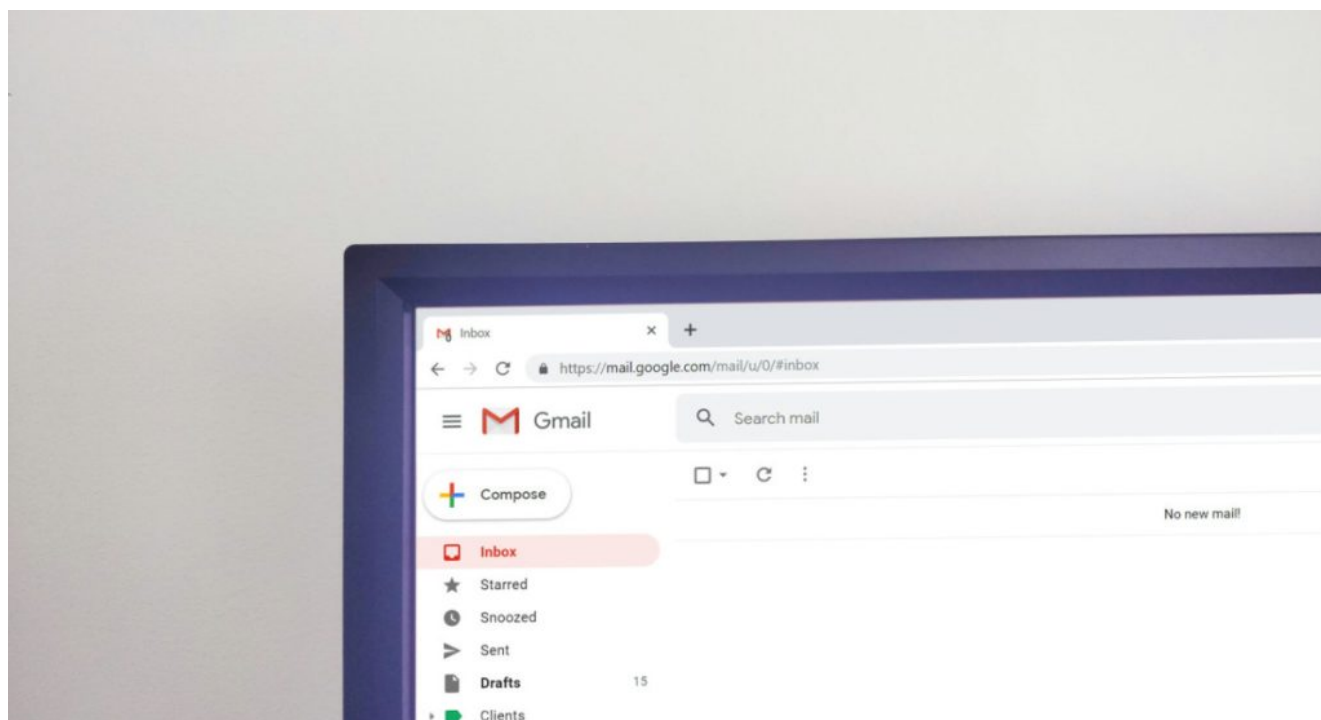 Inbox
https://mail.google.com/mail/u/0/#inbox
Gmail
Search mail
Compose
No new mail!
Inbox
Starred
Snoozed
Sent
Drafts 15
Clients